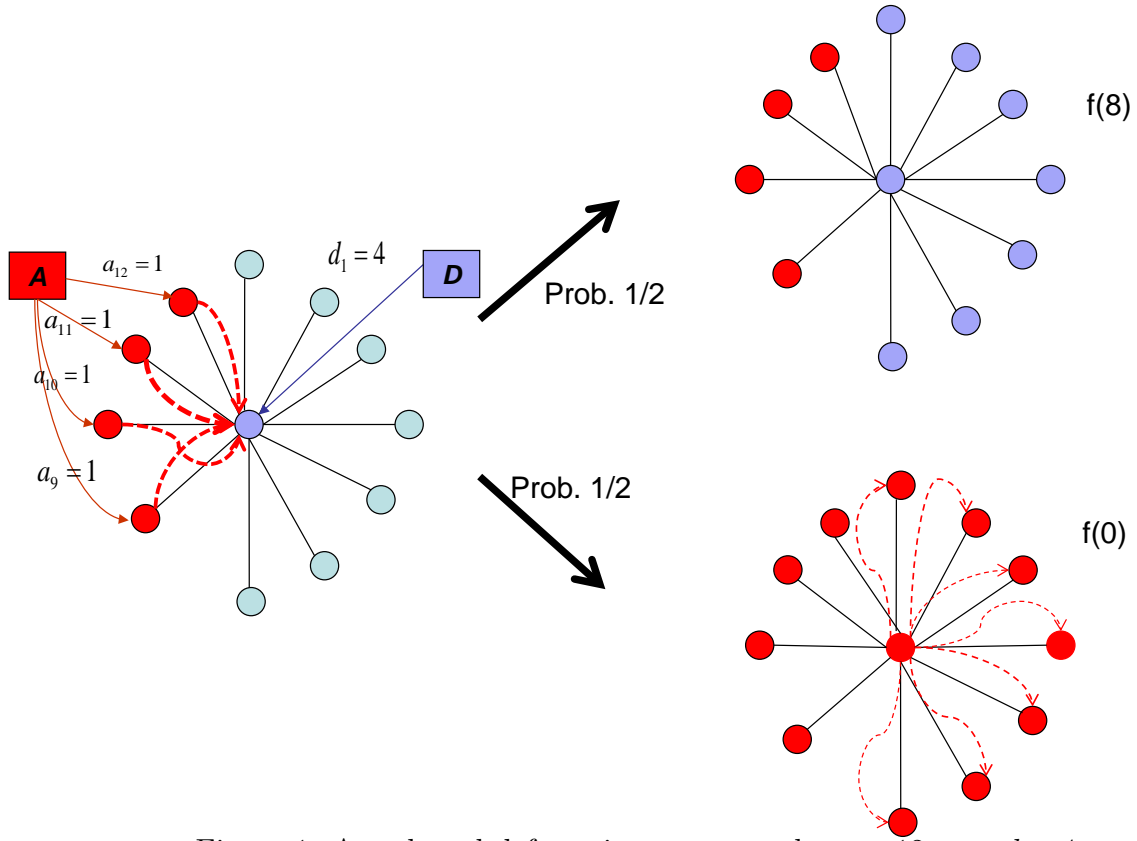 f(8)
A
a₁₂ = 1
d₁ = 4
D
Prob. 1/2
a₁₁ = 1
a₁₀ = 1
a₉ = 1
Prob. 1/2
f(0)